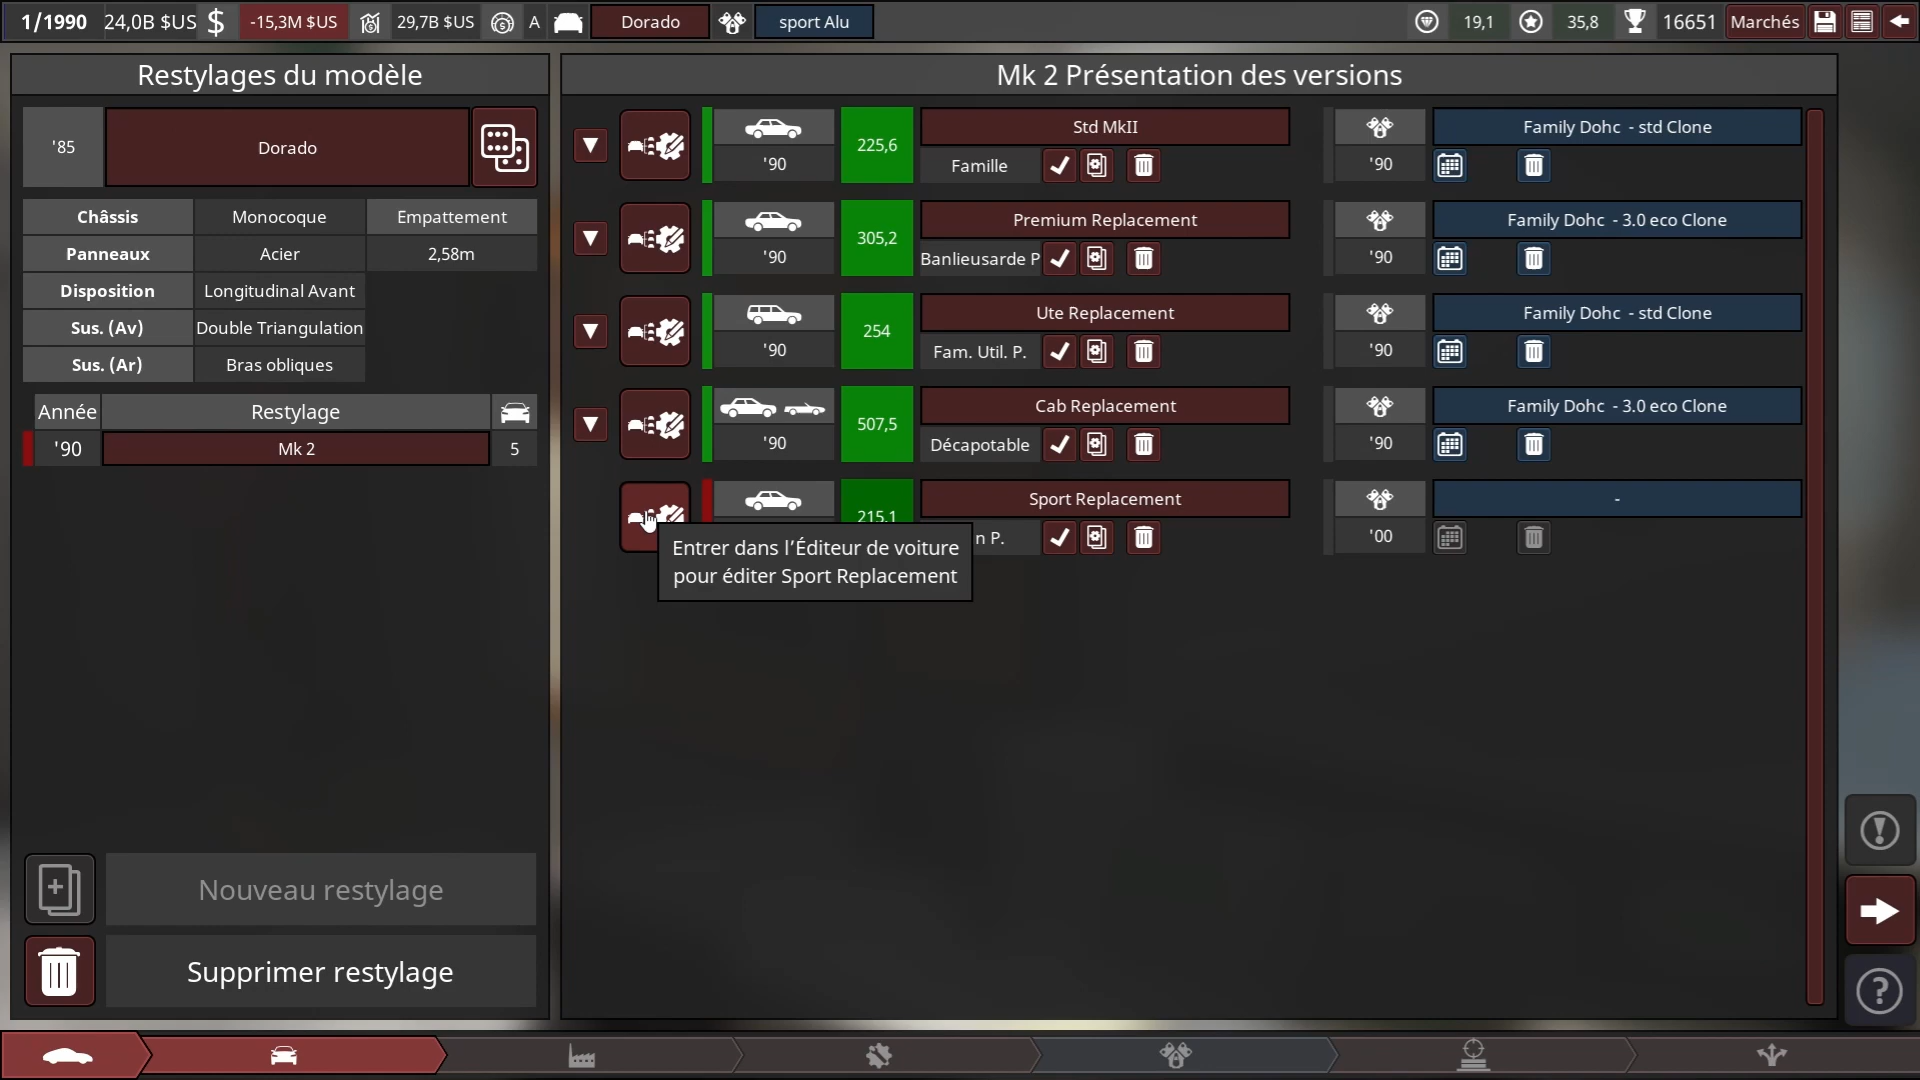 1/1990 24,0B $US -15,3M $US 29,7B $US A Dorado sport Alu 19,1 35,8 16651 Marchés
Restylages du modèle
'85 Dorado
Châssis Monocoque Empattement
Panneaux Acier 2,58m
Disposition Longitudinal Avant
Sus. (Av) Double Triangulation
Sus. (Ar) Bras obliques
Année Restylage
'90 Mk 2 5
Nouveau restylage
Supprimer restylage
Mk 2 Présentation des versions
225,6 Std MkII Family Dohc - std Clone
'90 Famille '90
305,2 Premium Replacement Family Dohc - 3.0 eco Clone
'90 Banlieusarde P '90
254 Ute Replacement Family Dohc - std Clone
'90 Fam. Util. P. '90
507,5 Cab Replacement Family Dohc - 3.0 eco Clone
'90 Décapotable '90
215,1 Sport Replacement -
n P. '00
Entrer dans l’Éditeur de voiture
pour éditer Sport Replacement